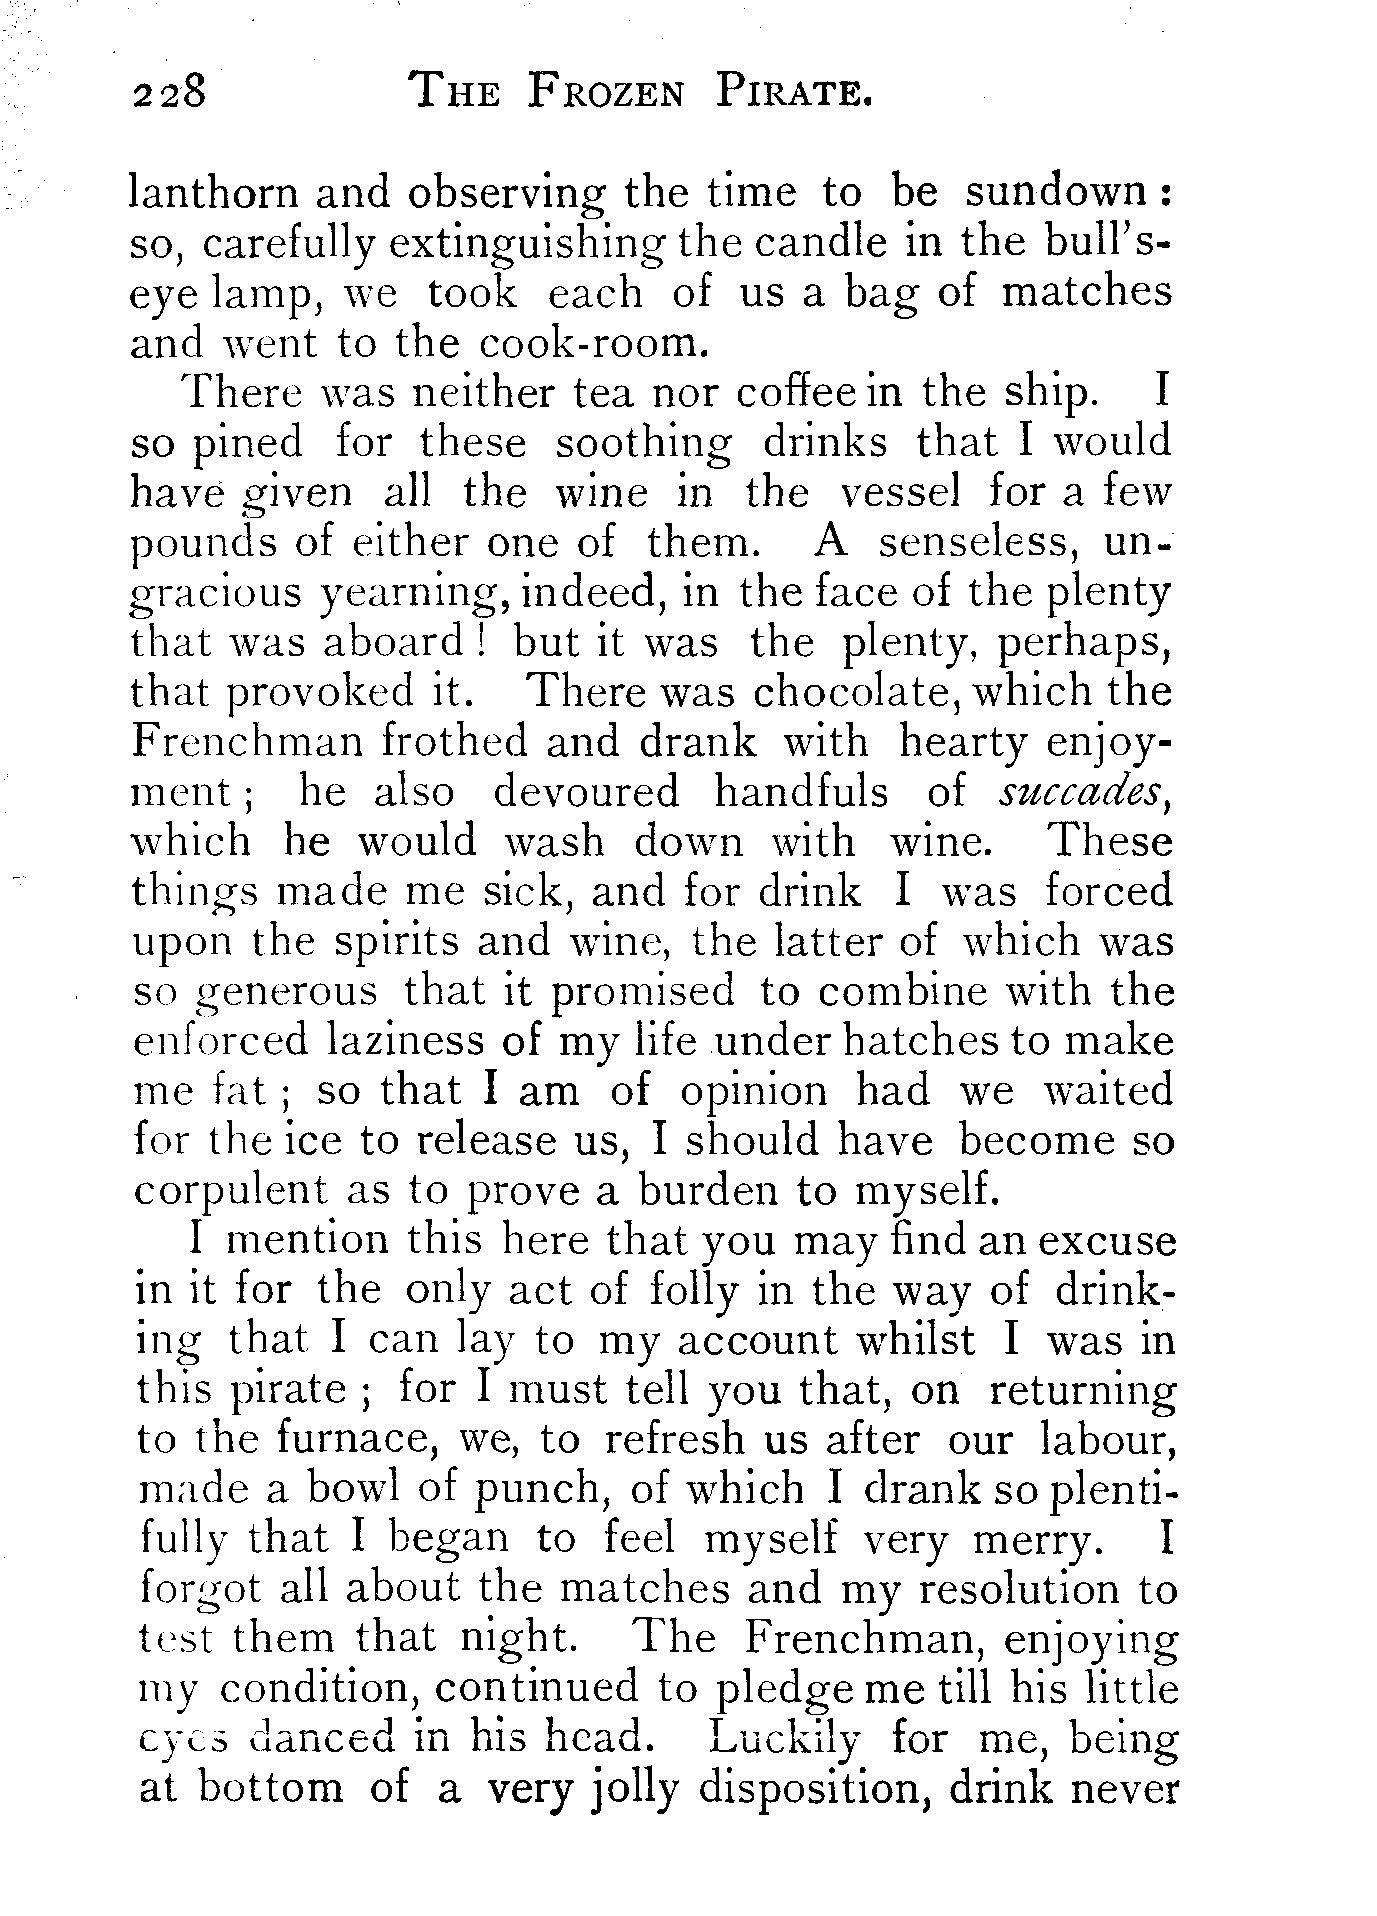 228 THE FROZEN PIRATE.
lanthorn and observing the time to be sundown :
so, carefully extinguishing the candle in the bull's-
eye lamp, we took each of us a bag of matches
and went to the cook-room.
There was neither tea nor coffee in the ship. I
so pined for these soothing drinks that I would
have given all the wine in the vessel for a few
pounds of either one of them. A senseless, un-
gracious yearning, indeed, in the face of the plenty
that was aboard ! but it was the plenty, perhaps,
that provoked it. There was chocolate, which the
Frenchman frothed and drank with hearty enjoy-
ment ; he also devoured handfuls of succades,
which he would wash down with wine. These
things made me sick, and for drink I was forced
upon the spirits and wine, the latter of which was
so generous that it promised to combine with the
enforced laziness of my life under hatches to make
me fat ; so that I am of opinion had we waited
for the ice to release us, I should have become so
corpulent as to prove a burden to myself.
I mention this here that you may find an excuse
in it for the only act of folly in the way of drink-
ing that I can lay to my account whilst I was in
this pirate ; for I must tell you that, on returning
to the furnace, we, to refresh us after our labour,
made a bowl of punch, of which I drank so plenti-
fully that I began to feel myself very merry. I
forgot all about the matches and my resolution to
test them that night. The Frenchman, enjoying
my condition, continued to pledge me till his little
eyes danced in his head. Luckily for me, being
at bottom of a very jolly disposition, drink never